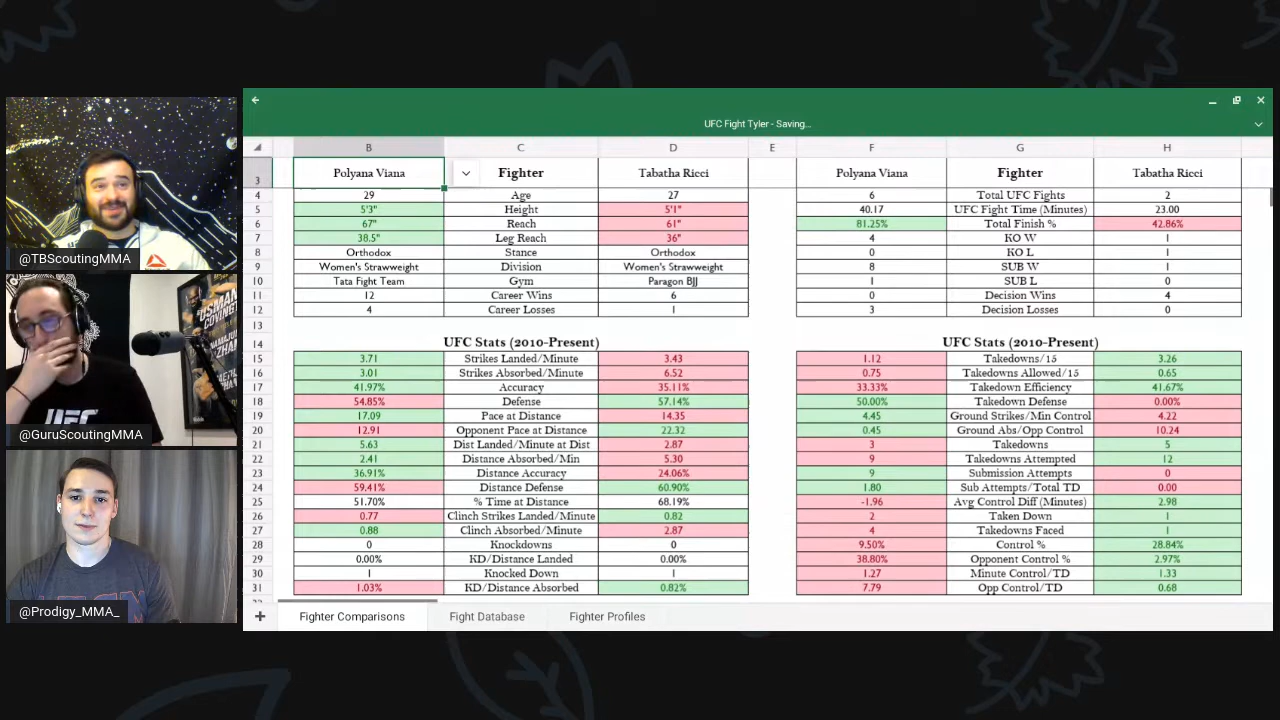 @TBScoutingMMA
UFC
@GuruScoutingMMA
@Prodigy_MMA_
UFC Fight Tyler - Saving...
B C D E F G H
3 Polyana Viana Fighter Tabatha Ricci Polyana Viana Fighter Tabatha Ricci
4 29 Age 27 6 Total UFC Fights 2
5 5'3" Height 5'1" 40.17 UFC Fight Time (Minutes) 23.00
6 67" Reach 61" 81.25% Total Finish % 42.86%
7 38.5" Leg Reach 36" 4 KO W 1
8 Orthodox Stance Orthodox 0 KO L 1
9 Women's Strawweight Division Women's Strawweight 8 SUB W 1
10 Tata Fight Team Gym Paragon BJJ 1 SUB L 0
11 12 Career Wins 6 0 Decision Wins 4
12 4 Career Losses 1 3 Decision Losses 0
13
14 UFC Stats (2010-Present) UFC Stats (2010-Present)
15 3.71 Strikes Landed/Minute 3.43 1.12 Takedowns/15 3.26
16 3.01 Strikes Absorbed/Minute 6.52 0.75 Takedowns Allowed/15 0.65
17 41.97% Accuracy 35.11% 33.33% Takedown Efficiency 41.67%
18 54.85% Defense 57.14% 50.00% Takedown Defense 0.00%
19 17.09 Pace at Distance 14.35 4.45 Ground Strikes/Min Control 4.22
20 12.91 Opponent Pace at Distance 22.32 0.45 Ground Abs/Opp Control 10.24
21 5.63 Dist Landed/Minute at Dist 2.87 3 Takedowns 5
22 2.41 Distance Absorbed/Min 5.30 9 Takedowns Attempted 12
23 36.91% Distance Accuracy 24.06% 9 Submission Attempts 0
24 59.41% Distance Defense 60.90% 1.80 Sub Attempts/Total TD 0.00
25 51.70% % Time at Distance 68.19% -1.96 Avg Control Diff (Minutes) 2.98
26 0.77 Clinch Strikes Landed/Minute 0.82 2 Taken Down 1
27 0.88 Clinch Absorbed/Minute 2.87 4 Takedowns Faced 1
28 0 Knockdowns 0 9.50% Control % 28.84%
29 0.00% KD/Distance Landed 0.00% 38.80% Opponent Control % 2.97%
30 1 Knocked Down 1 1.27 Minute Control/TD 1.33
31 1.03% KD/Distance Absorbed 0.82% 7.79 Opp Control/TD 0.68
Fighter Comparisons Fight Database Fighter Profiles